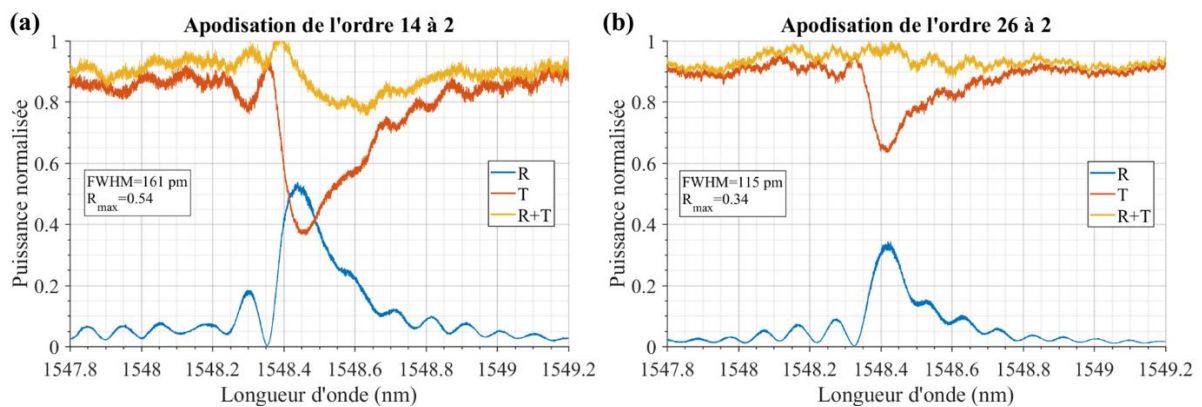 (a)
Apodisation de l'ordre 14 à 2
Puissance normalisée
1
0.8
0.6
0.4
0.2
0
FWHM=161 pm
R_max=0.54
R
T
R+T
1547.8 1548 1548.2 1548.4 1548.6 1548.8 1549 1549.2
Longueur d'onde (nm)
(b)
Apodisation de l'ordre 26 à 2
Puissance normalisée
1
0.8
0.6
0.4
0.2
0
FWHM=115 pm
R_max=0.34
R
T
R+T
1547.8 1548 1548.2 1548.4 1548.6 1548.8 1549 1549.2
Longueur d'onde (nm)